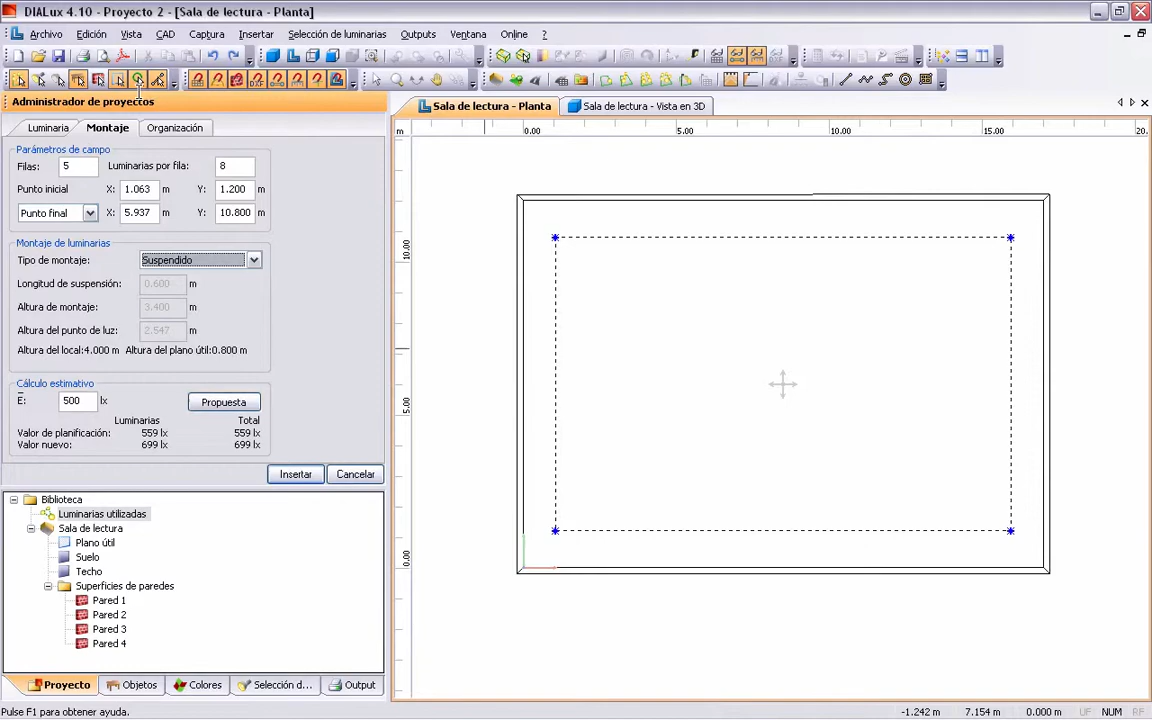 DIALux 4.10 - Proyecto 2 - [Sala de lectura - Planta]
Archivo Edición Vista CAD Captura Insertar Selección de luminarias Outputs Ventana Online ?
Administrador de proyectos
Sala de lectura - Planta Sala de lectura - Vista en 3D
Luminaria Montaje Organización
m 0.00 5.00 10.00 15.00 20.
Parámetros de campo
Filas: 5 Luminarias por fila: 8
Punto inicial X: 1.063 m Y: 1.200 m
Punto final X: 5.937 m Y: 10.800 m
Montaje de luminarias
Tipo de montaje: Suspendido
Longitud de suspensión: 0.600 m
Altura de montaje: 3.400 m
Altura del punto de luz: 2.547 m
Altura del local:4.000 m Altura del plano útil:0.800 m
Cálculo estimativo
E: 500 lx Propuesta
Luminarias Total
Valor de planificación: 559 lx 559 lx
Valor nuevo: 699 lx 699 lx
Insertar Cancelar
10.00
5.00
0.00
Biblioteca
Luminarias utilizadas
Sala de lectura
Plano útil
Suelo
Techo
Superficies de paredes
Pared 1
Pared 2
Pared 3
Pared 4
Proyecto Objetos Colores Selección d... Output
Pulse F1 para obtener ayuda. -1.242 m 7.154 m 0.000 m UF NUM RF